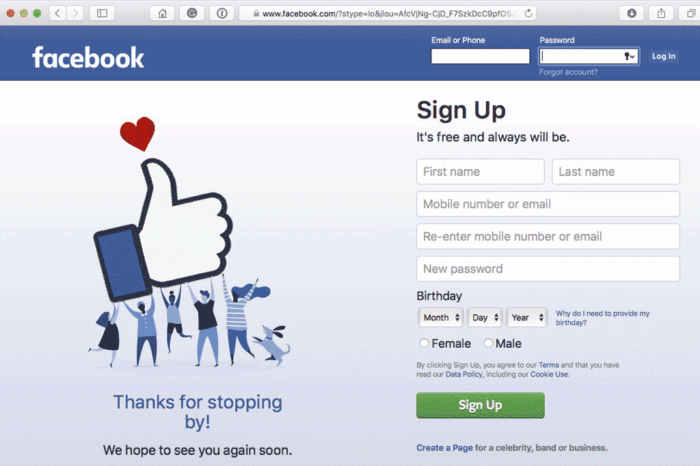 www.facebook.com/?stype=lo&jlou=AfcVjNg-CjD_F7SzkDcC9pfOS
facebook
Email or Phone
Password
Log In
Forgot account?
Sign Up
It's free and always will be.
First name
Last name
Mobile number or email
Re-enter mobile number or email
New password
Birthday
Month
Day
Year
Why do I need to provide my
birthday?
Female
Male
By clicking Sign Up, you agree to our Terms and that you have
read our Data Policy, including our Cookie Use.
Sign Up
Create a Page for a celebrity, band or business.
Thanks for stopping
by!
We hope to see you again soon.